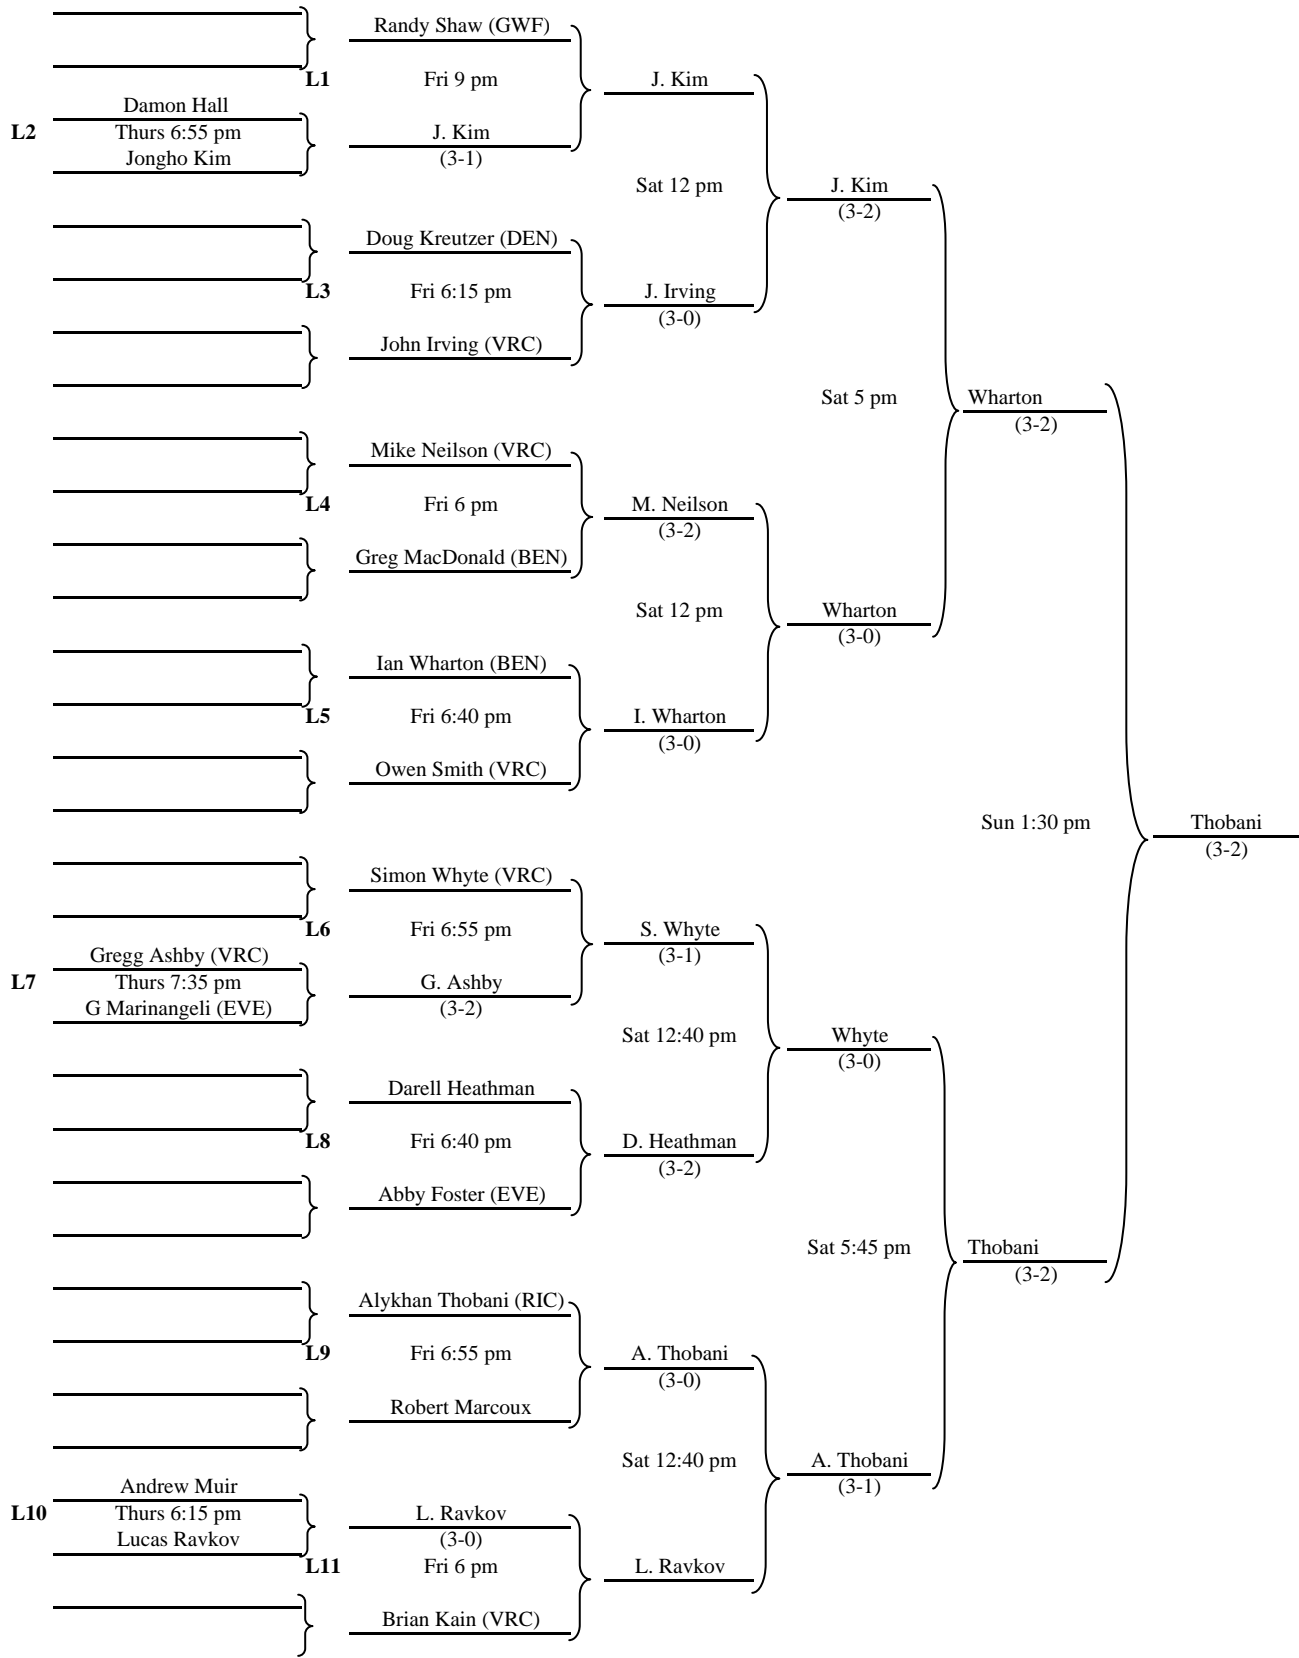 Randy Shaw (GWF)
L1 Fri 9 pm J. Kim
Damon Hall
L2 Thurs 6:55 pm J. Kim
Jongho Kim (3-1)
Sat 12 pm J. Kim
(3-2)
Doug Kreutzer (DEN)
L3 Fri 6:15 pm J. Irving
(3-0)
John Irving (VRC)
Sat 5 pm Wharton
(3-2)
Mike Neilson (VRC)
L4 Fri 6 pm M. Neilson
(3-2)
Greg MacDonald (BEN)
Sat 12 pm Wharton
(3-0)
Ian Wharton (BEN)
L5 Fri 6:40 pm I. Wharton
(3-0)
Owen Smith (VRC)
Sun 1:30 pm Thobani
(3-2)
Simon Whyte (VRC)
L6 Fri 6:55 pm S. Whyte
Gregg Ashby (VRC) (3-1)
L7 Thurs 7:35 pm G. Ashby
G Marinangeli (EVE) (3-2)
Sat 12:40 pm Whyte
(3-0)
Darell Heathman
L8 Fri 6:40 pm D. Heathman
(3-2)
Abby Foster (EVE)
Sat 5:45 pm Thobani
(3-2)
Alykhan Thobani (RIC)
L9 Fri 6:55 pm A. Thobani
(3-0)
Robert Marcoux
Sat 12:40 pm A. Thobani
(3-1)
Andrew Muir
L10 Thurs 6:15 pm L. Ravkov
Lucas Ravkov (3-0)
L11 Fri 6 pm L. Ravkov
Brian Kain (VRC)